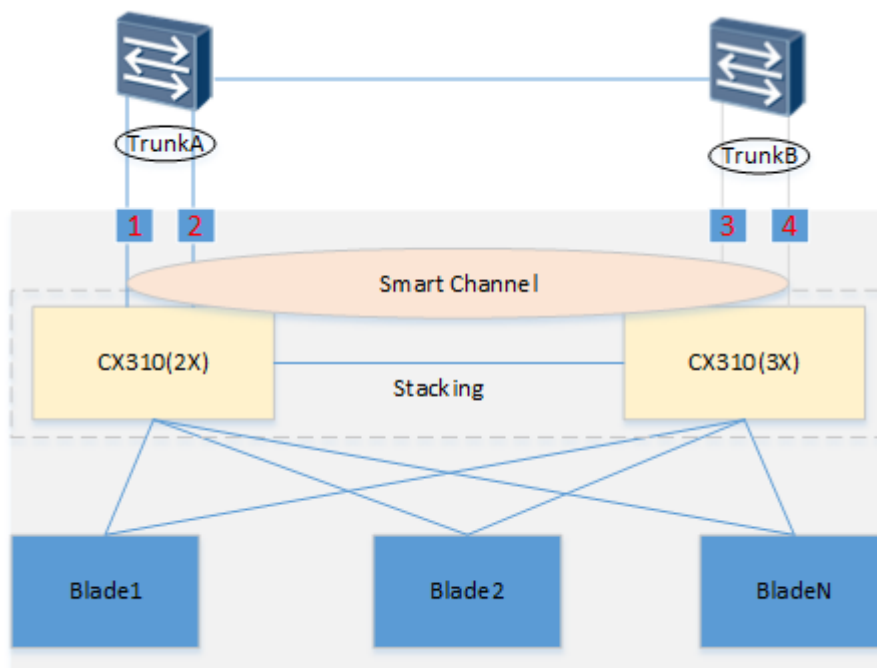 TrunkA
TrunkB
1
2
3
4
Smart Channel
CX310(2X)
CX310(3X)
Stacking
Blade1
Blade2
BladeN